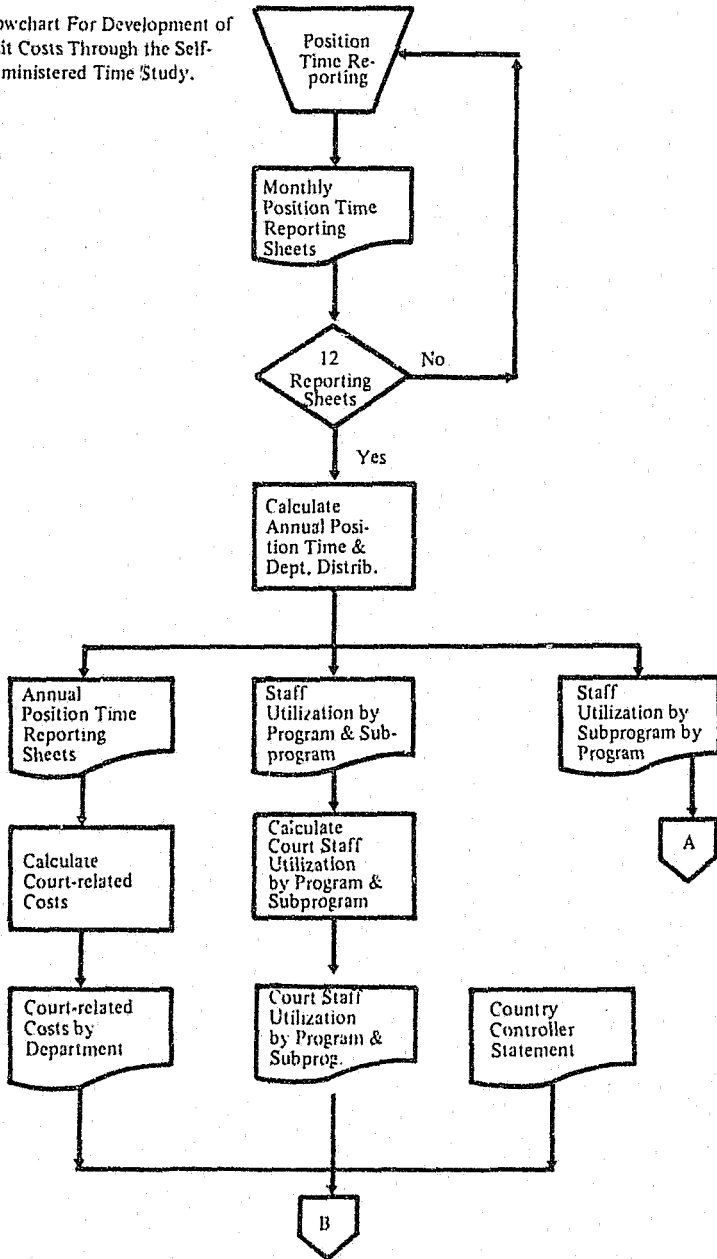 owchart For Development of
it Costs Through the Self-
ministered Time Study.
Position
Time Re-
porting
Monthly
Position Time
Reporting
Sheets
12
Reporting
Sheets
No
Yes
Calculate
Annual Posi-
tion Time &
Dept. Distrib.
Annual
Position Time
Reporting
Sheets
Staff
Utilization by
Program & Sub-
program
Staff
Utilization by
Subprogram by
Program
A
Calculate
Court-related
Costs
Calculate
Court Staff
Utilization
by Program &
Subprogram
Court-related
Costs by
Department
Court Staff
Utilization
by Program &
Subprog.
Country
Controller
Statement
B